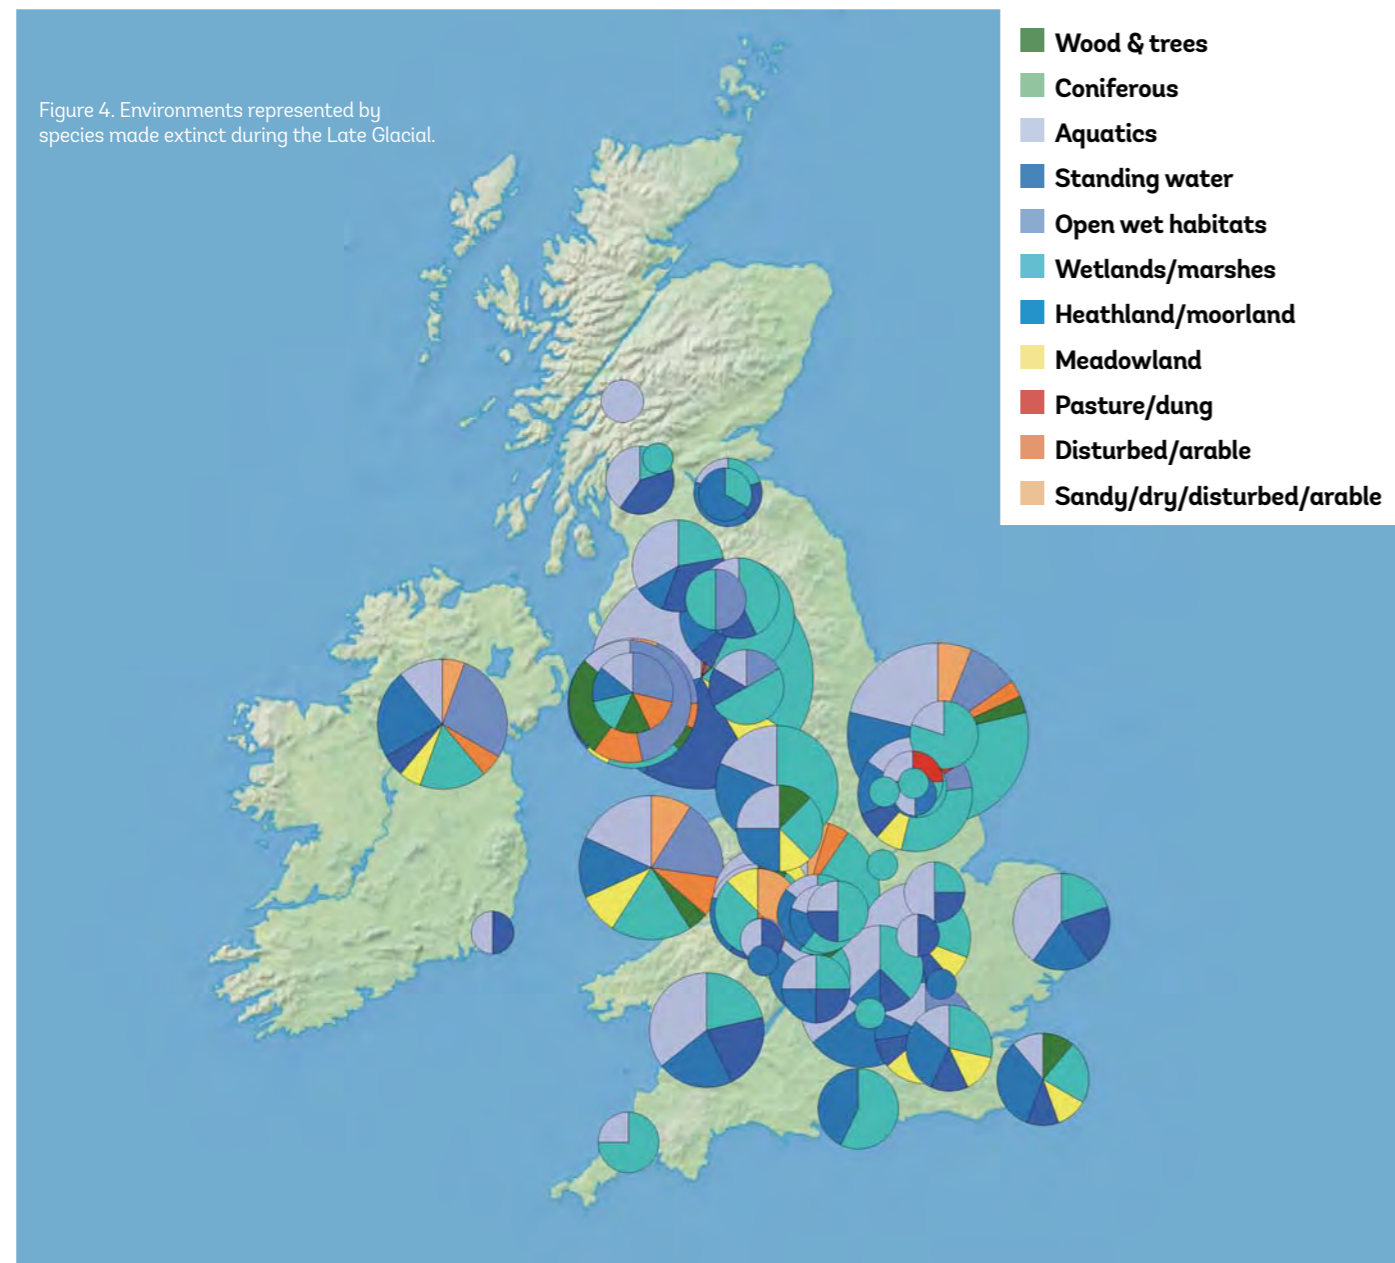 Figure 4. Environments represented by
species made extinct during the Late Glacial.
Wood & trees
Coniferous
Aquatics
Standing water
Open wet habitats
Wetlands/marshes
Heathland/moorland
Meadowland
Pasture/dung
Disturbed/arable
Sandy/dry/disturbed/arable